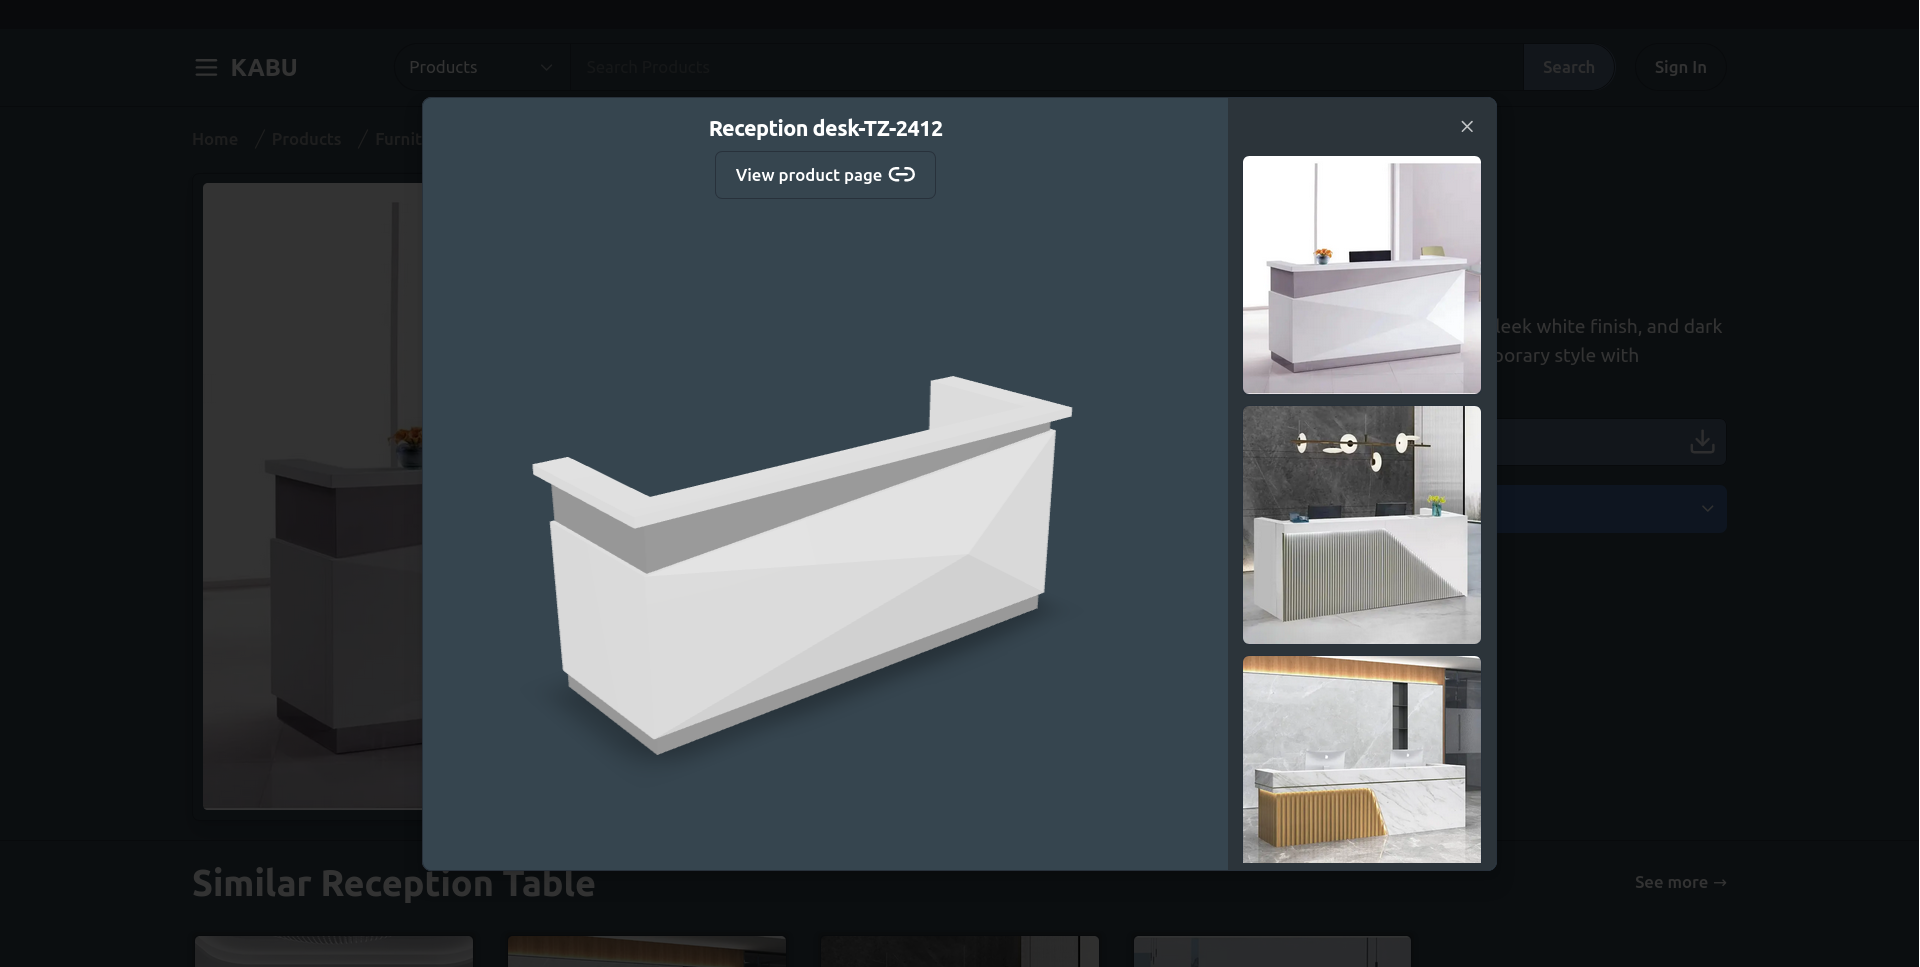 KABU
Products
Search Products
Search
Sign In
Home / Products / Furnit
Reception desk-TZ-2412
View product page
leek white finish, and dark
porary style with
Similar Reception Table
See more →